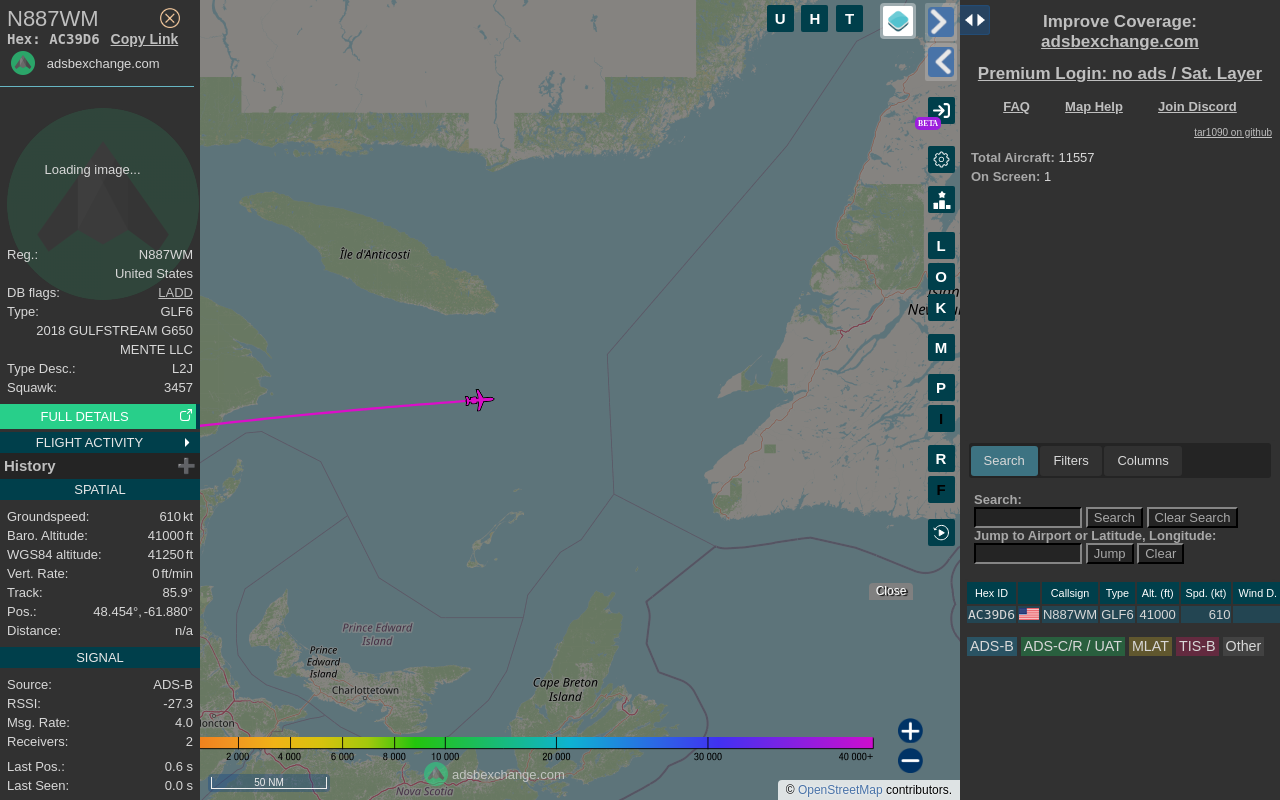 N887WM
Hex: AC39D6 Copy Link
adsbexchange.com
Loading image...
Reg.: N887WM
United States
DB flags: LADD
Type: GLF6
2018 GULFSTREAM G650
MENTE LLC
Type Desc.: L2J
Squawk: 3457
FULL DETAILS
FLIGHT ACTIVITY
History
SPATIAL
Groundspeed: 610 kt
Baro. Altitude: 41000 ft
WGS84 altitude: 41250 ft
Vert. Rate: 0 ft/min
Track: 85.9°
Pos.: 48.454°, -61.880°
Distance: n/a
SIGNAL
Source: ADS-B
RSSI: -27.3
Msg. Rate: 4.0
Receivers: 2
Last Pos.: 0.6 s
Last Seen: 0.0 s
U H T
BETA
L
O
K
M
P
I
R
F
Île d'Anticosti
Close
Prince Edward
Island
Prince
Edward
Island
Charlottetown
Cape Breton
Island
Nova Scotia
2 000 4 000 6 000 8 000 10 000 20 000 30 000 40 000+
adsbexchange.com
50 NM
© OpenStreetMap contributors.
Improve Coverage:
adsbexchange.com
Premium Login: no ads / Sat. Layer
FAQ Map Help Join Discord
tar1090 on github
Total Aircraft: 11557
On Screen: 1
Search Filters Columns
Search:
Search Clear Search
Jump to Airport or Latitude, Longitude:
Jump Clear
Hex ID Callsign Type Alt. (ft) Spd. (kt) Wind D.
AC39D6 N887WM GLF6 41000 610
ADS-B ADS-C/R / UAT MLAT TIS-B Other